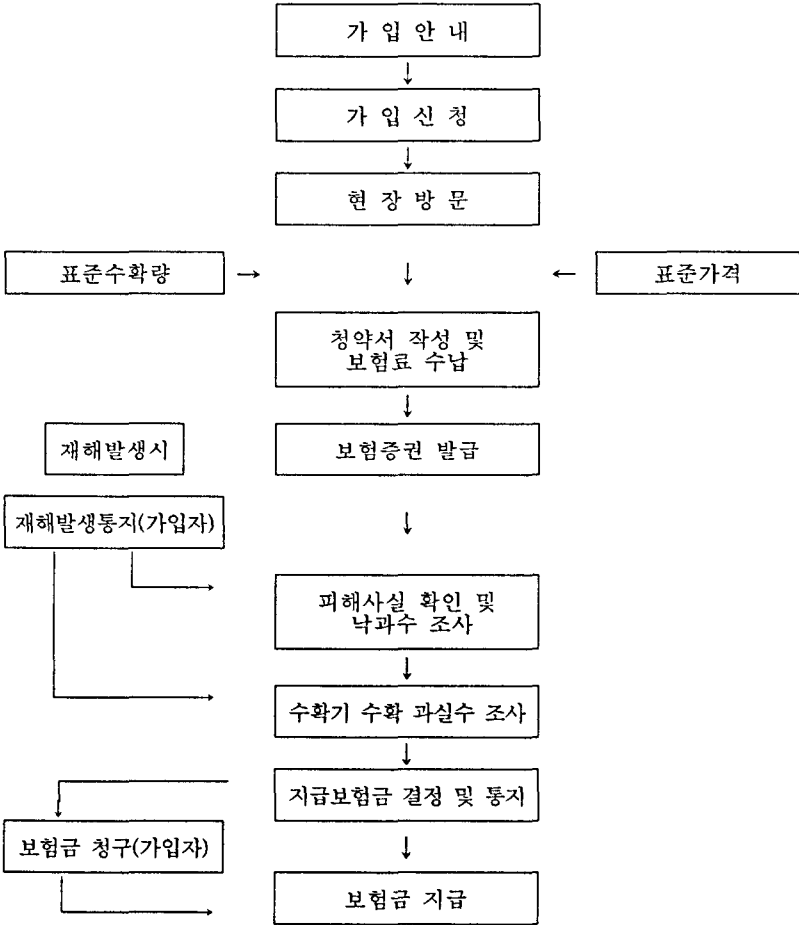 가 입 안 내
가 입 신 청
현 장 방 문
표준수확량
표준가격
청약서 작성 및
보험료 수납
재해발생시
보험증권 발급
재해발생통지(가입자)
피해사실 확인 및
낙과수 조사
수확기 수확 과실수 조사
지급보험금 결정 및 통지
보험금 청구(가입자)
보험금 지급